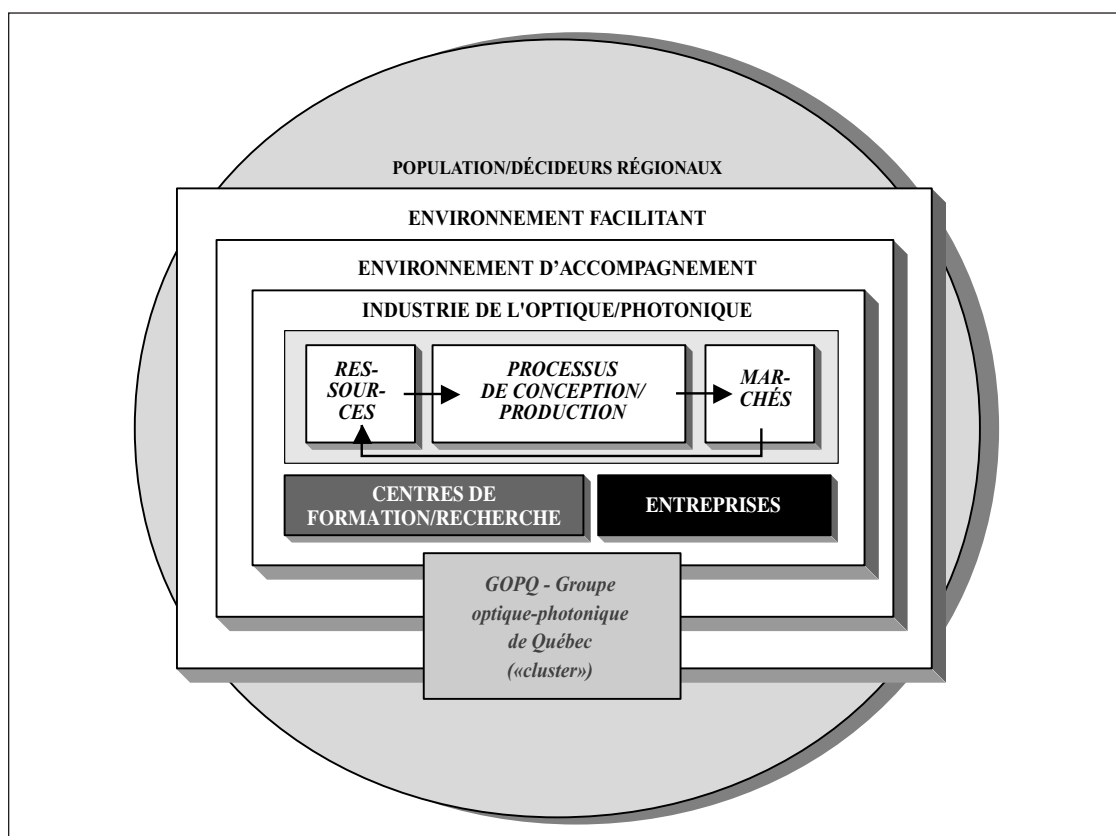 POPULATION/DÉCIDEURS RÉGIONAUX
ENVIRONNEMENT FACILITANT
ENVIRONNEMENT D’ACCOMPAGNEMENT
INDUSTRIE DE L'OPTIQUE/PHOTONIQUE
RES-
SOUR-
CES
PROCESSUS
DE CONCEPTION/
PRODUCTION
MAR-
CHÉS
CENTRES DE
FORMATION/RECHERCHE
ENTREPRISES
GOPQ - Groupe
optique-photonique
de Québec
(«cluster»)